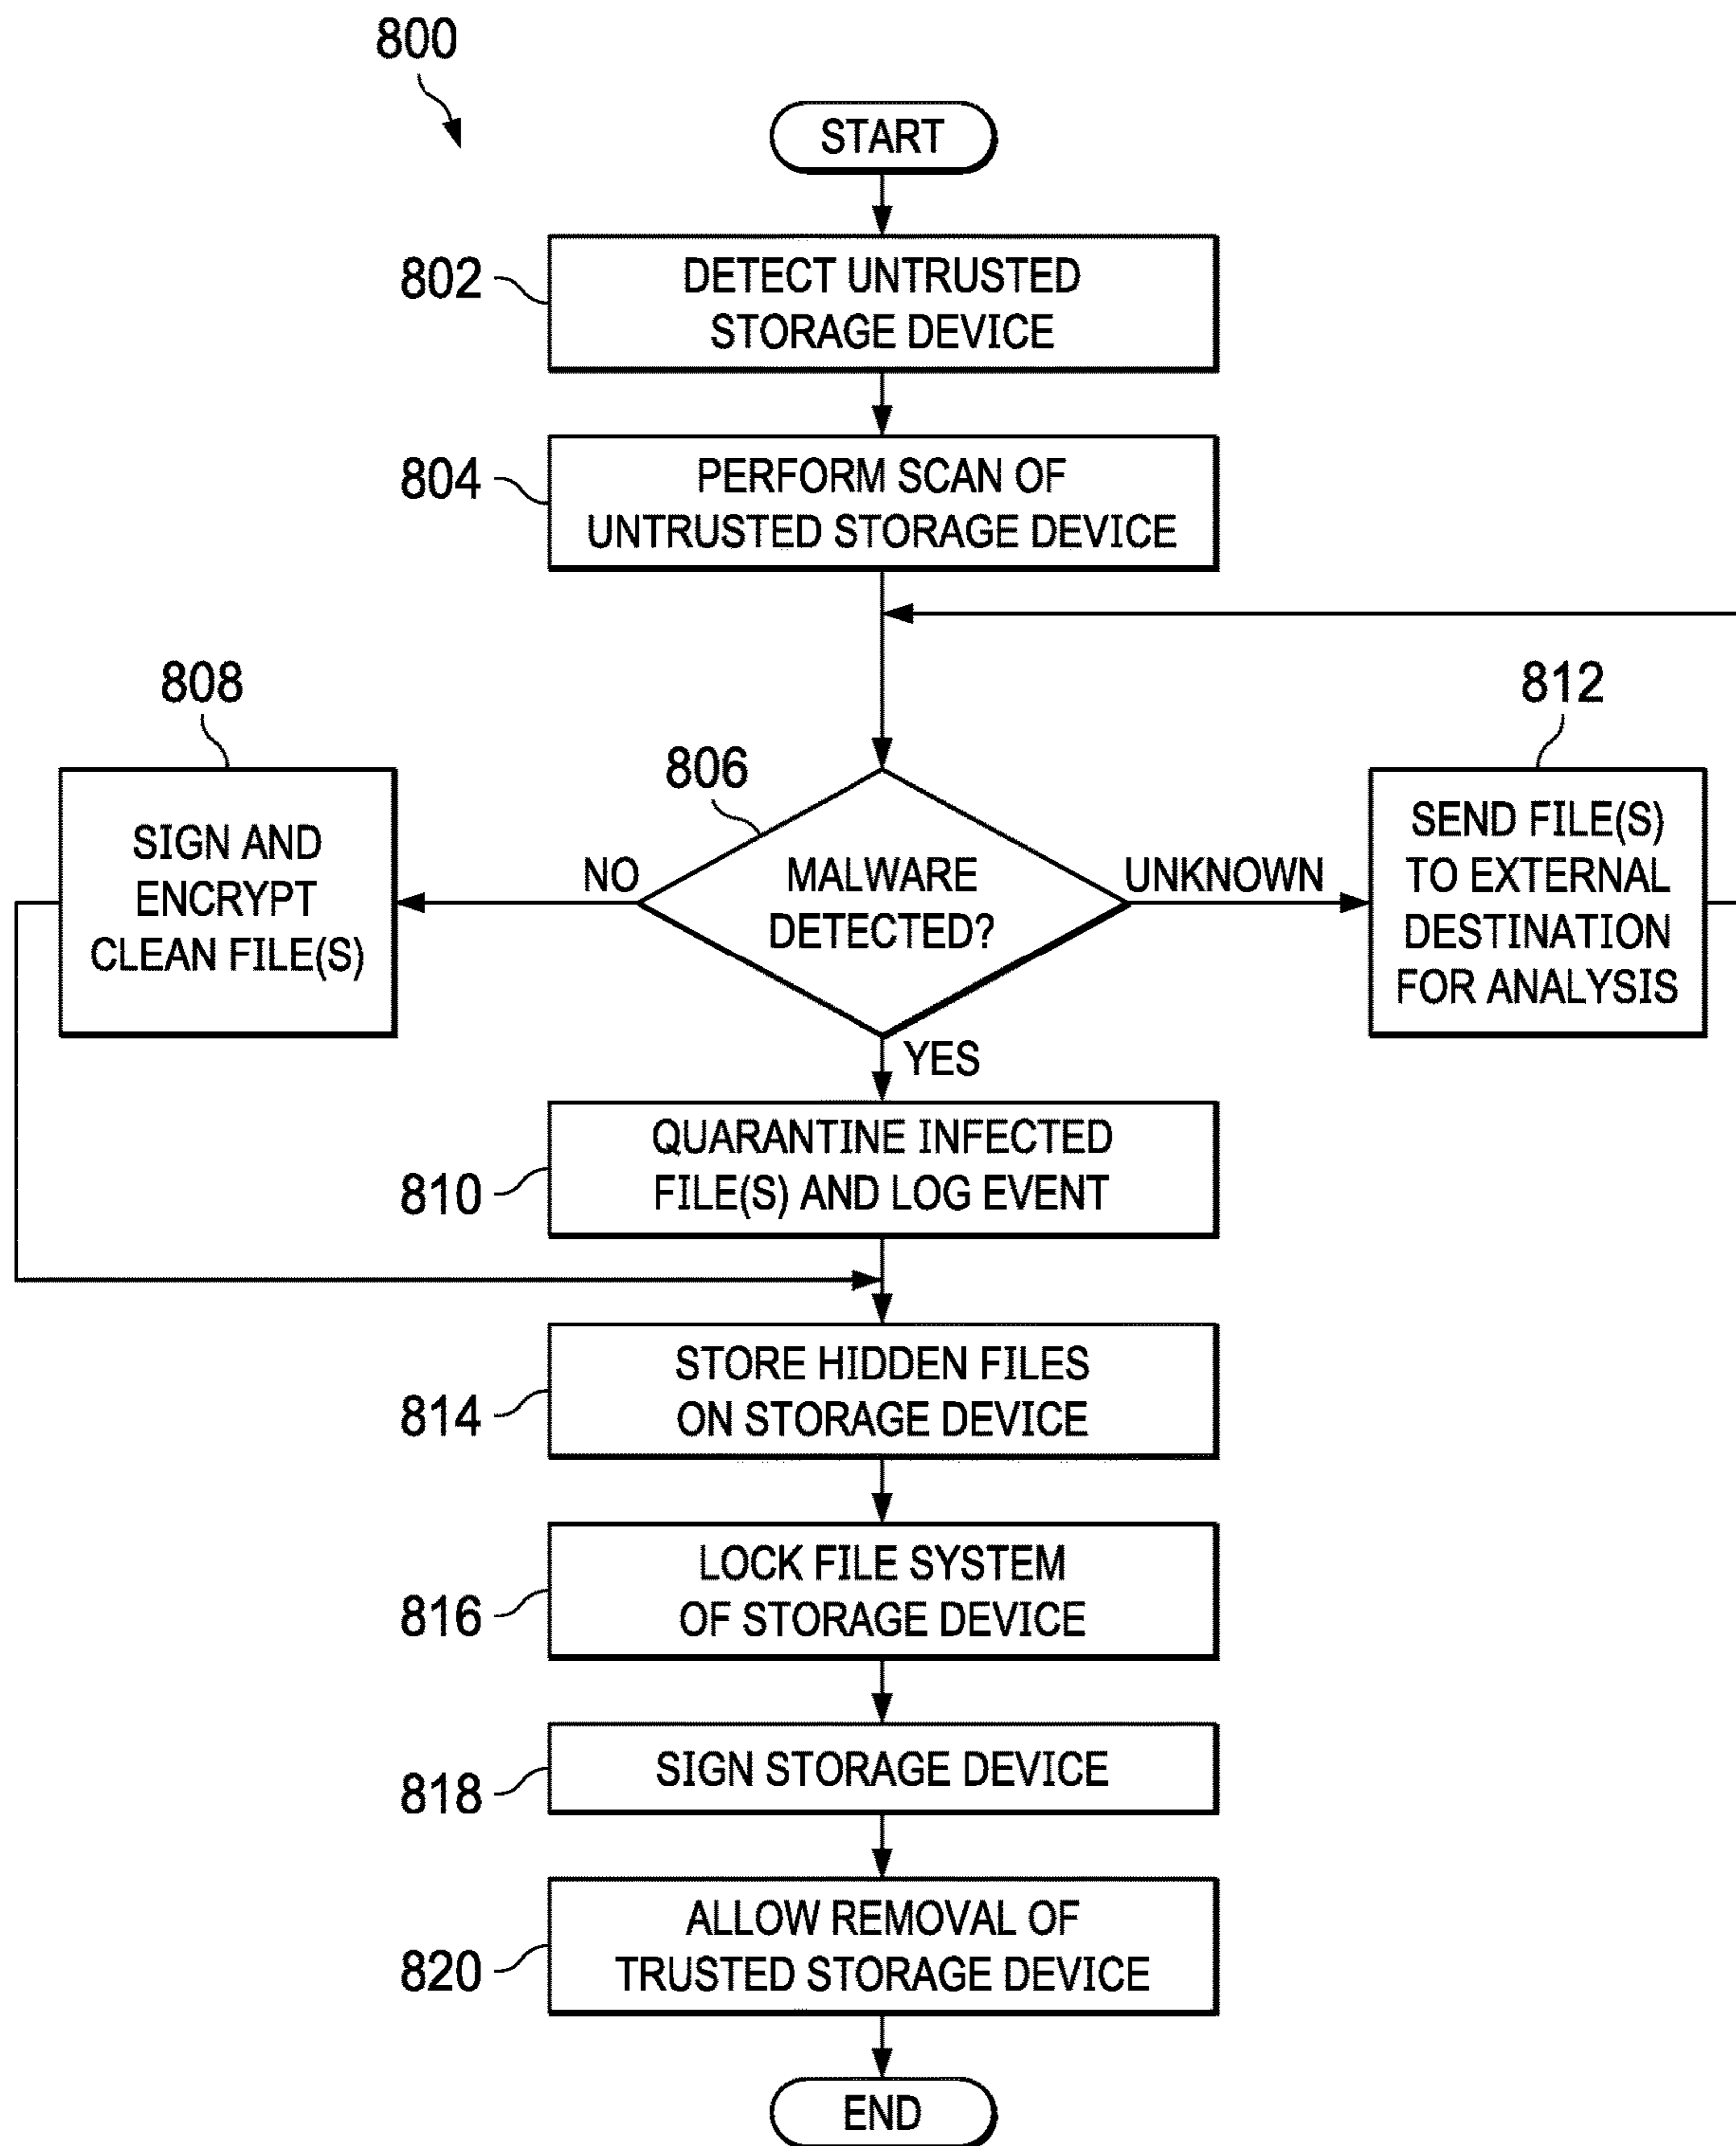 800
START
802
DETECT UNTRUSTED
STORAGE DEVICE
804
PERFORM SCAN OF
UNTRUSTED STORAGE DEVICE
808
SIGN AND
ENCRYPT
CLEAN FILE(S)
806
MALWARE
DETECTED?
NO
UNKNOWN
YES
812
SEND FILE(S)
TO EXTERNAL
DESTINATION
FOR ANALYSIS
810
QUARANTINE INFECTED
FILE(S) AND LOG EVENT
814
STORE HIDDEN FILES
ON STORAGE DEVICE
816
LOCK FILE SYSTEM
OF STORAGE DEVICE
818
SIGN STORAGE DEVICE
820
ALLOW REMOVAL OF
TRUSTED STORAGE DEVICE
END